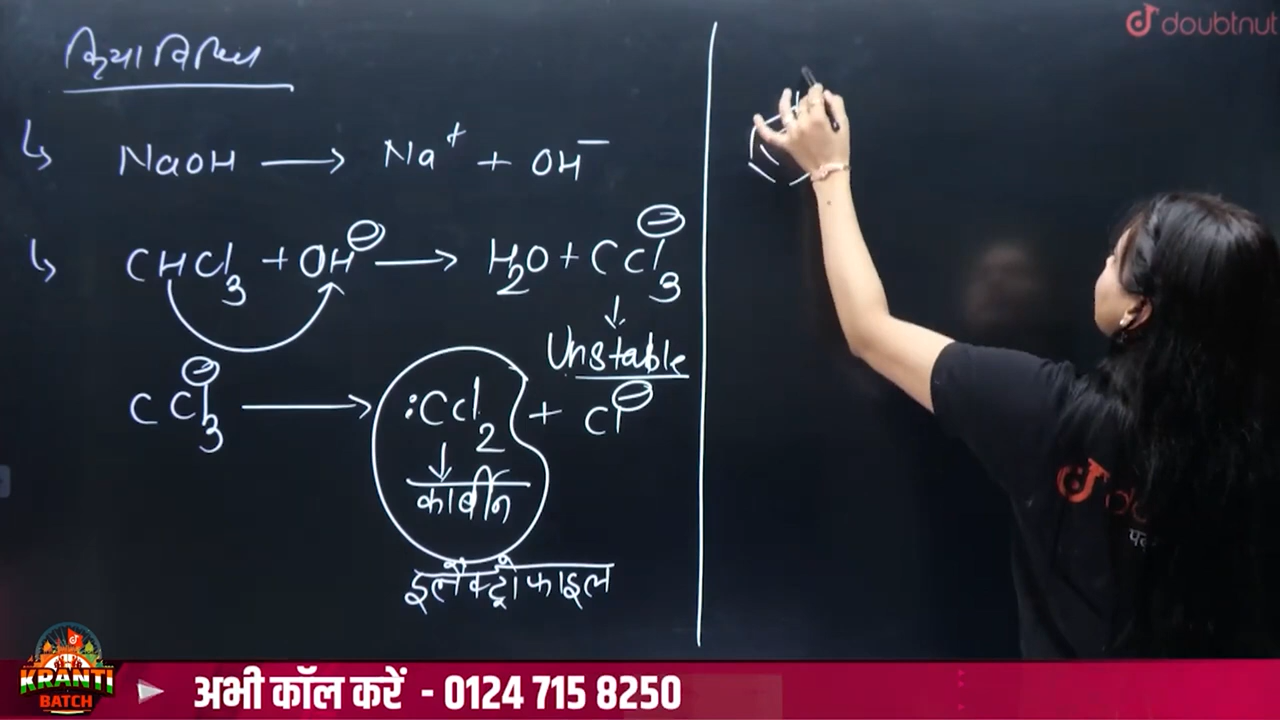 क्रिया विधि
↳ NaOH → Na⁺ + OH⁻
↳ CHCl₃ + OH⊖ → H₂O + CCl₃⊖
↓
Unstable
CCl₃⊖ → :CCl₂ + Cl⊖
↓
कार्बीन
इलैक्ट्रोफाइल
doubtnut
KRANTI
BATCH
अभी कॉल करें - 0124 715 8250